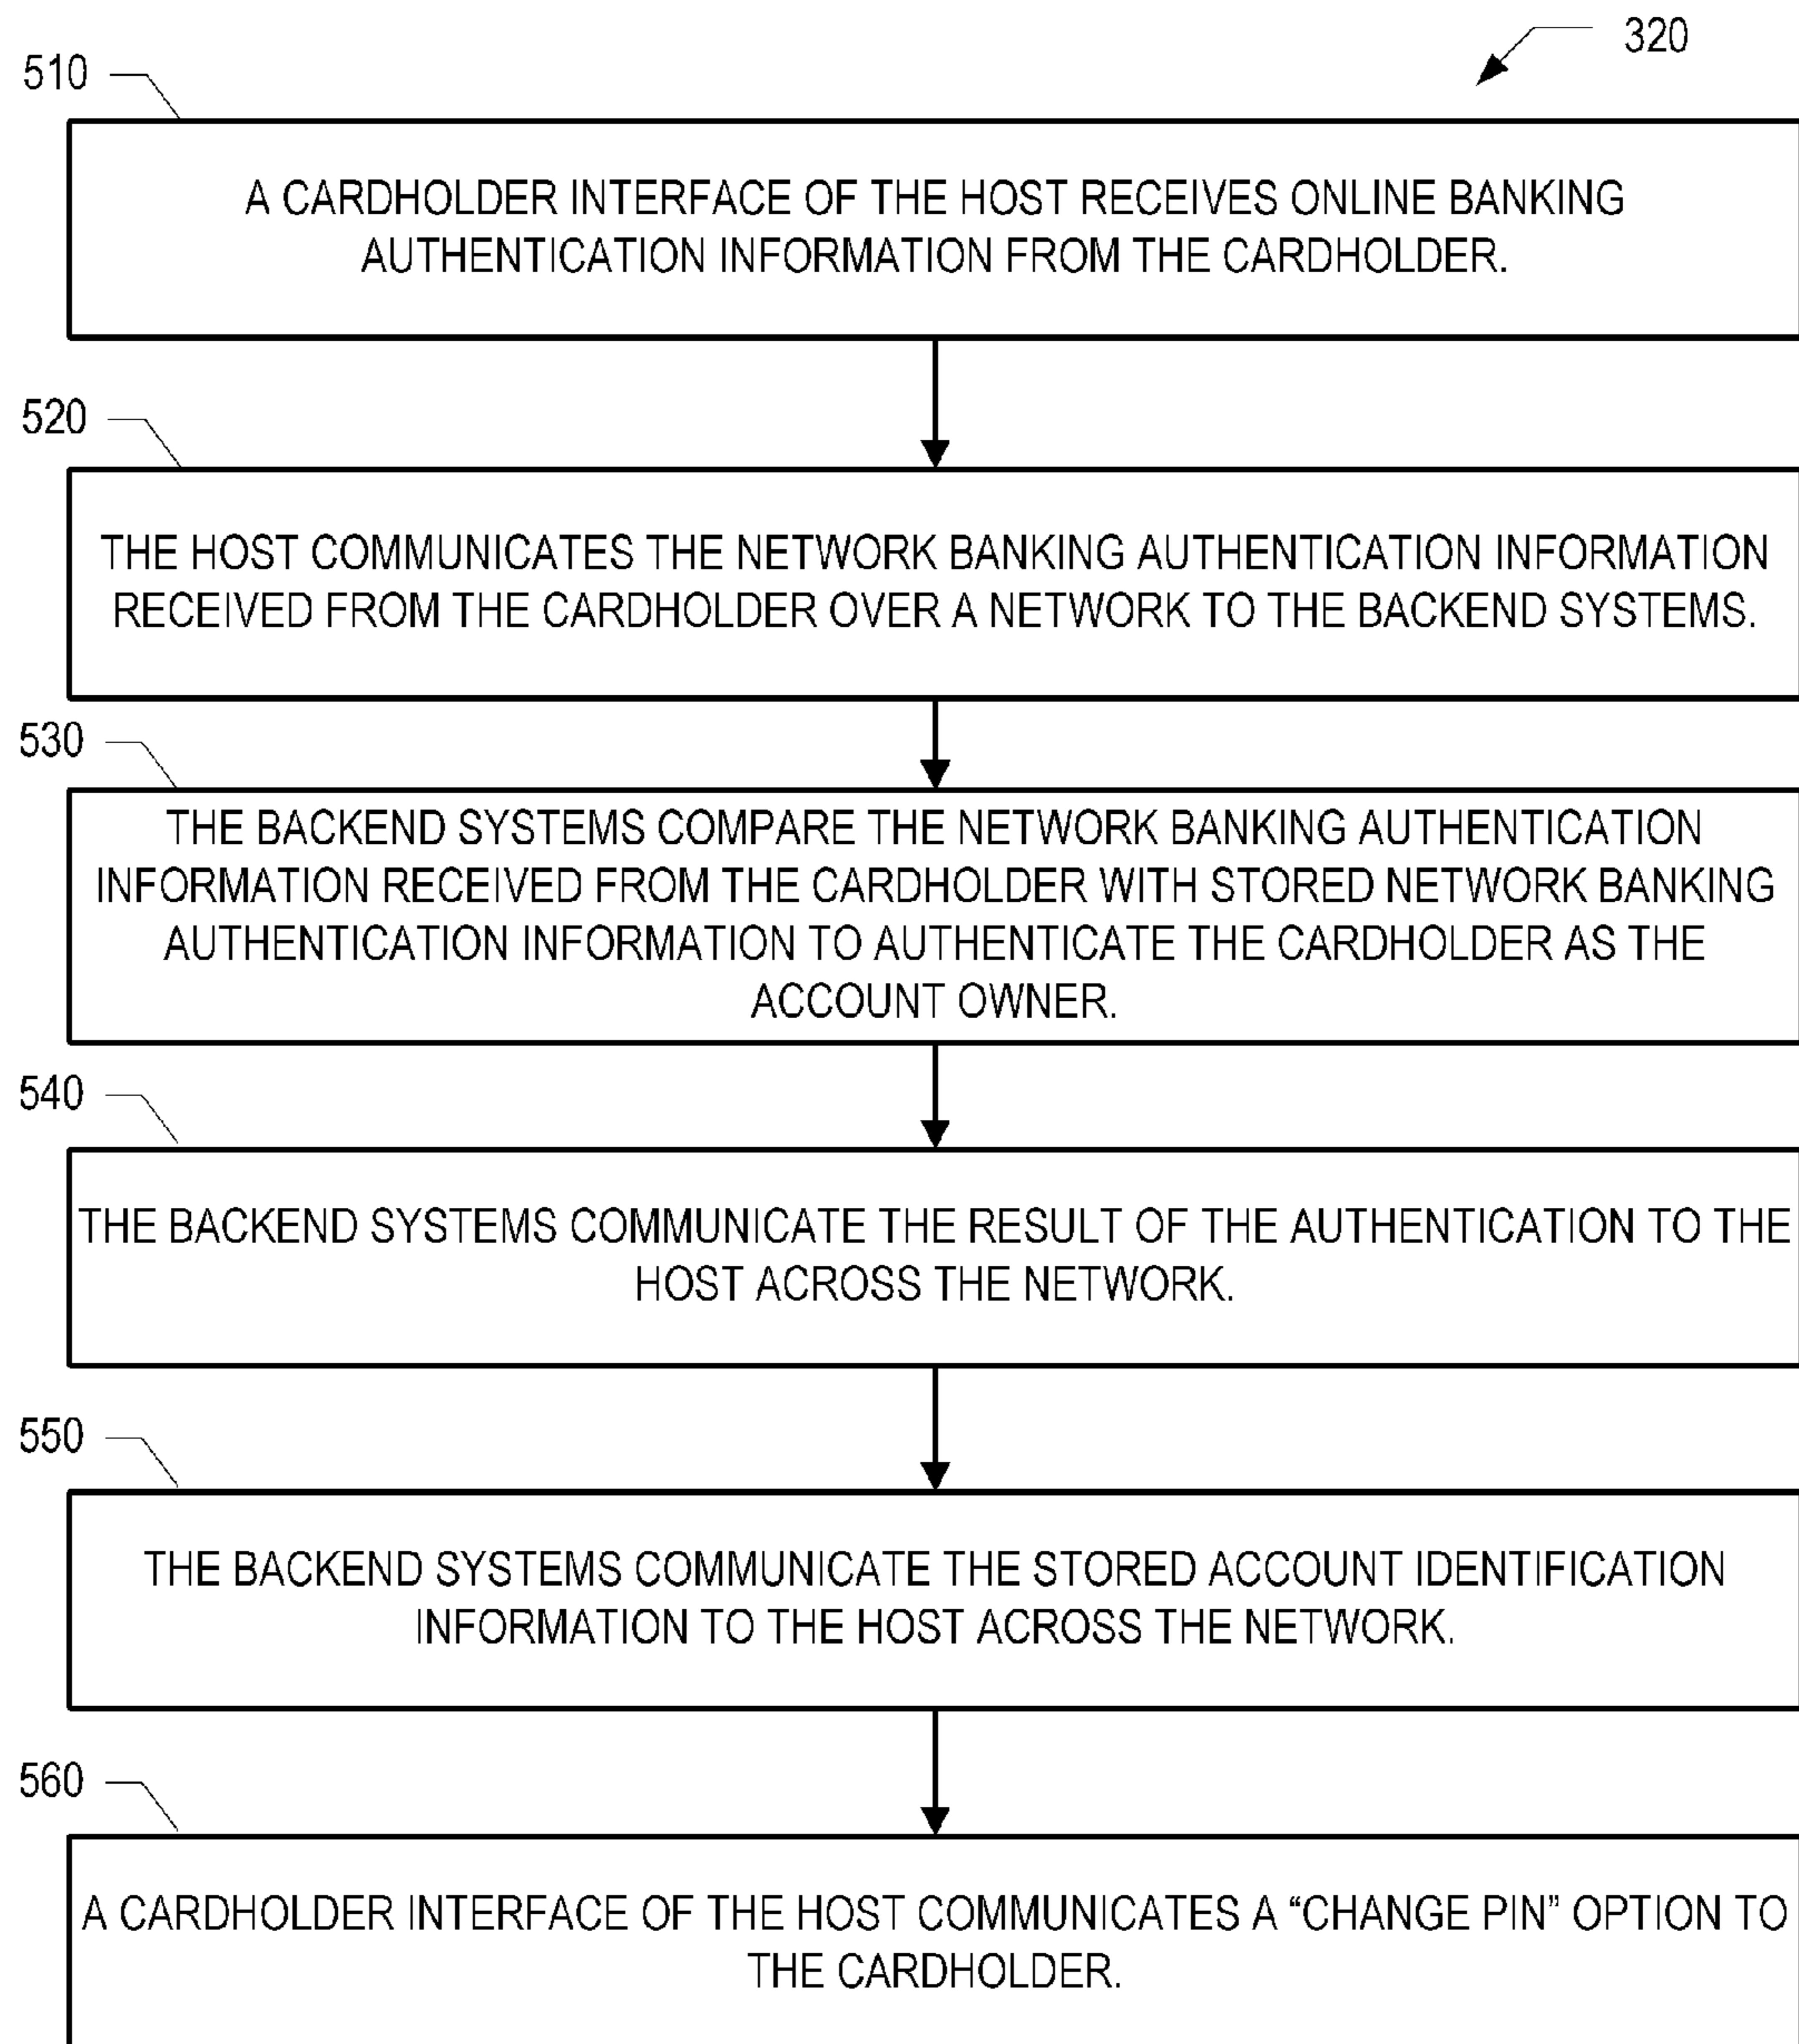 320
510
A CARDHOLDER INTERFACE OF THE HOST RECEIVES ONLINE BANKING
AUTHENTICATION INFORMATION FROM THE CARDHOLDER.
520
THE HOST COMMUNICATES THE NETWORK BANKING AUTHENTICATION INFORMATION
RECEIVED FROM THE CARDHOLDER OVER A NETWORK TO THE BACKEND SYSTEMS.
530
THE BACKEND SYSTEMS COMPARE THE NETWORK BANKING AUTHENTICATION
INFORMATION RECEIVED FROM THE CARDHOLDER WITH STORED NETWORK BANKING
AUTHENTICATION INFORMATION TO AUTHENTICATE THE CARDHOLDER AS THE
ACCOUNT OWNER.
540
THE BACKEND SYSTEMS COMMUNICATE THE RESULT OF THE AUTHENTICATION TO THE
HOST ACROSS THE NETWORK.
550
THE BACKEND SYSTEMS COMMUNICATE THE STORED ACCOUNT IDENTIFICATION
INFORMATION TO THE HOST ACROSS THE NETWORK.
560
A CARDHOLDER INTERFACE OF THE HOST COMMUNICATES A “CHANGE PIN” OPTION TO
THE CARDHOLDER.